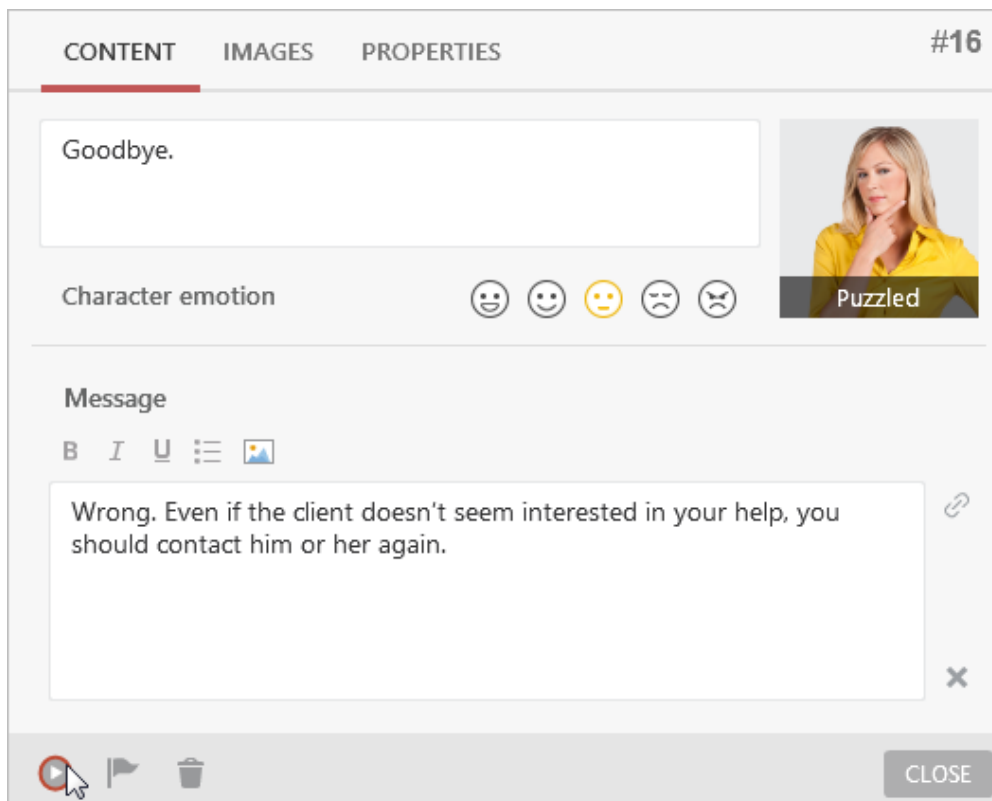 CONTENT IMAGES PROPERTIES #16
Goodbye.
Character emotion
Puzzled
Message
B I U
Wrong. Even if the client doesn't seem interested in your help, you
should contact him or her again.
CLOSE